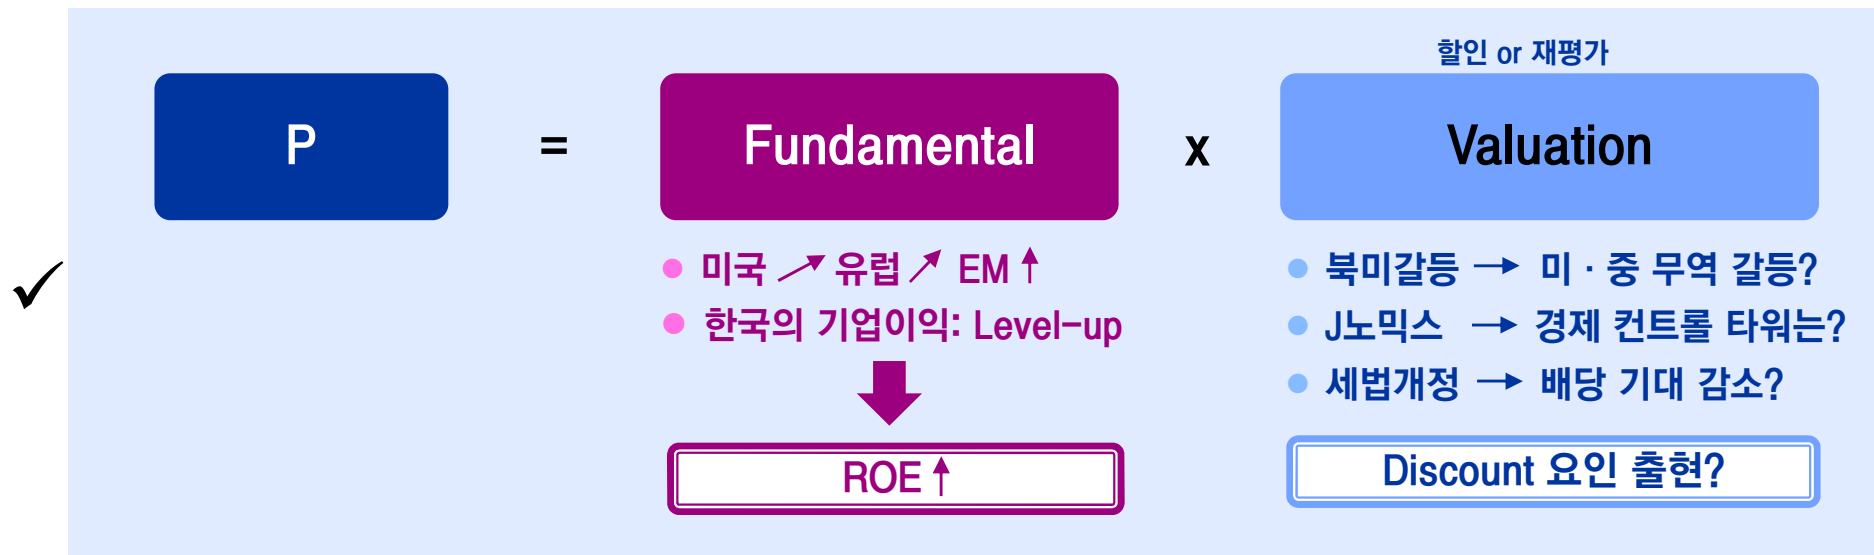 할인 or 재평가
P = Fundamental x Valuation
미국 ↗ 유럽 ↗ EM ↑
한국의 기업이익: Level-up
ROE ↑
북미갈등 → 미 · 중 무역 갈등?
J노믹스 → 경제 컨트롤 타워는?
세법개정 → 배당 기대 감소?
Discount 요인 출현?